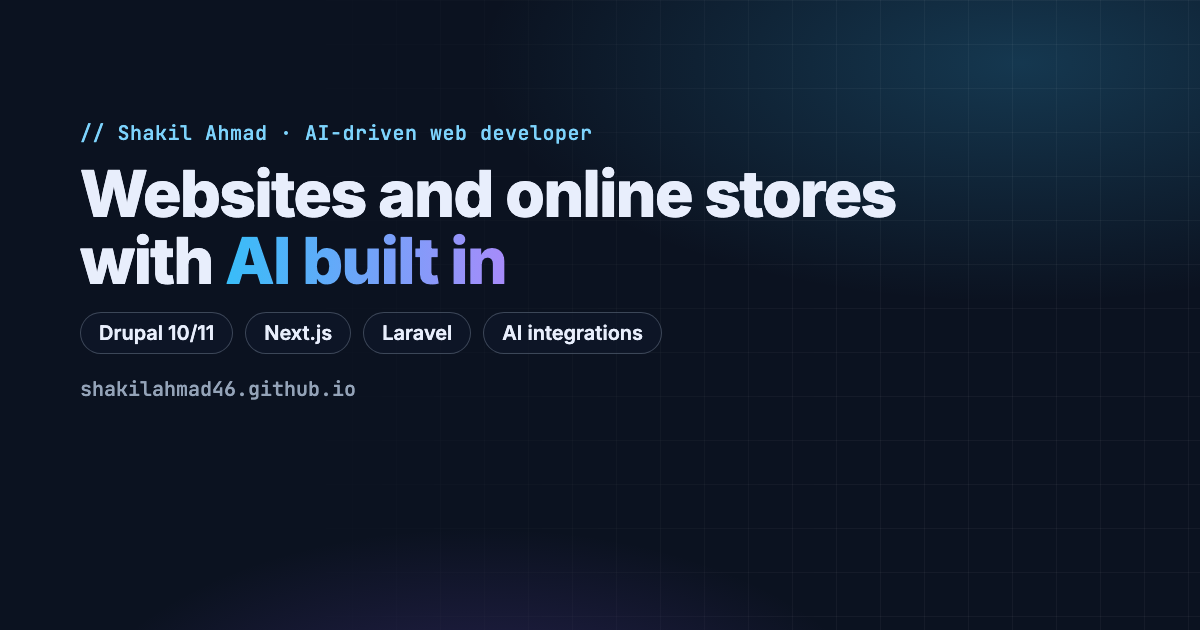 // Shakil Ahmad · AI-driven web developer
Websites and online stores
with AI built in
Drupal 10/11 Next.js Laravel AI integrations
shakilahmad46.github.io